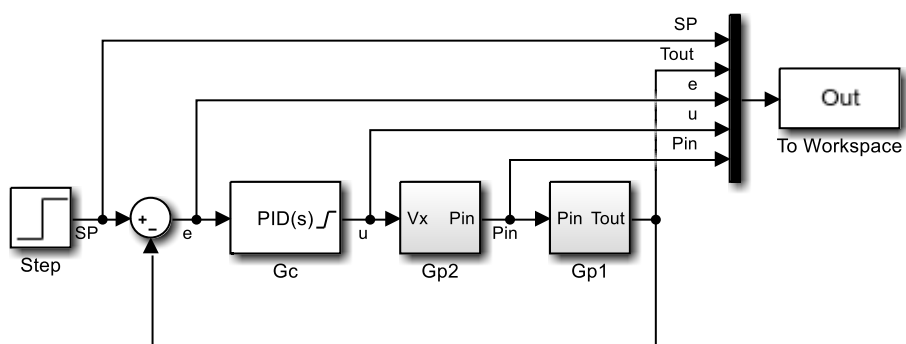 SP
Tout
e
u
Pin
Out
To Workspace
Step
SP
+
−
e
PID(s)
Gc
u
Vx Pin
Gp2
Pin
Pin Tout
Gp1